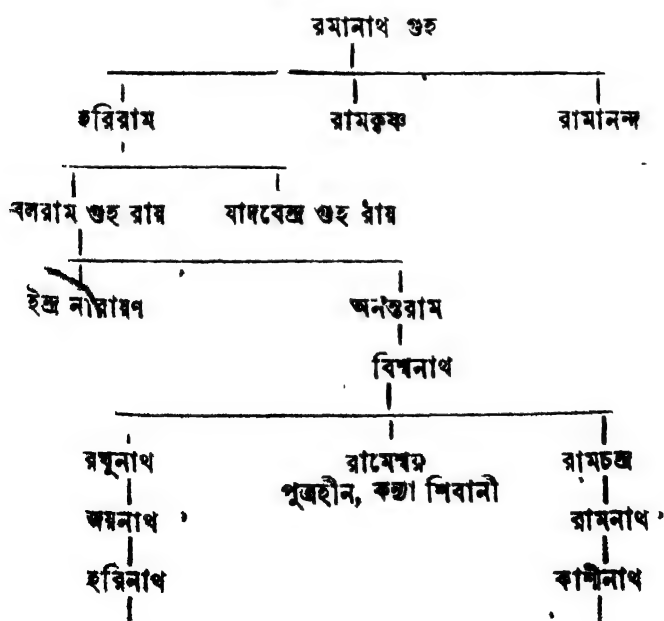 রমানাথ গুহ
হরিরাম রামকৃষ্ণ রামানন্দ
বলরাম গুহ রায় যাদবেন্দ্র গুহ রায়
ইন্দ্র নারায়ণ অনন্তরাম
বিশ্বনাথ
রঘুনাথ রামেশ্বর রামচন্দ্র
পুত্রহীন, কন্যা শিবানী
জয়নাথ রামনাথ
হরিনাথ কাশীনাথ